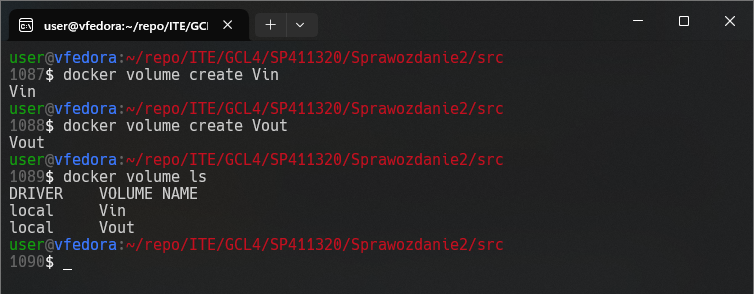 user@vfedora:~/repo/ITE/GCL
user@vfedora:~/repo/ITE/GCL4/SP411320/Sprawozdanie2/src
1087$ docker volume create Vin
Vin
user@vfedora:~/repo/ITE/GCL4/SP411320/Sprawozdanie2/src
1088$ docker volume create Vout
Vout
user@vfedora:~/repo/ITE/GCL4/SP411320/Sprawozdanie2/src
1089$ docker volume ls
DRIVER    VOLUME NAME
local     Vin
local     Vout
user@vfedora:~/repo/ITE/GCL4/SP411320/Sprawozdanie2/src
1090$ _